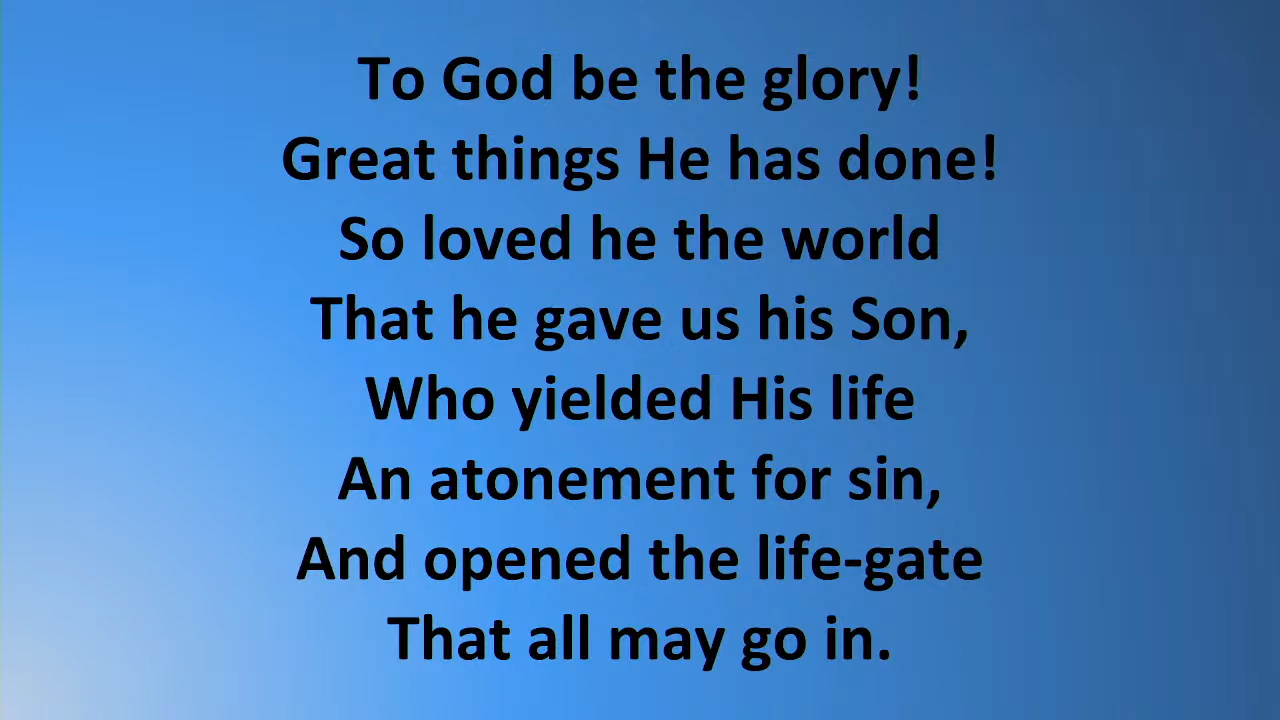 To God be the glory!
Great things He has done!
So loved he the world
That he gave us his Son,
Who yielded His life
An atonement for sin,
And opened the life-gate
That all may go in.